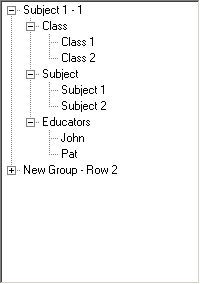 Subject 1 - 1
Class
Class 1
Class 2
Subject
Subject 1
Subject 2
Educators
John
Pat
New Group - Row 2